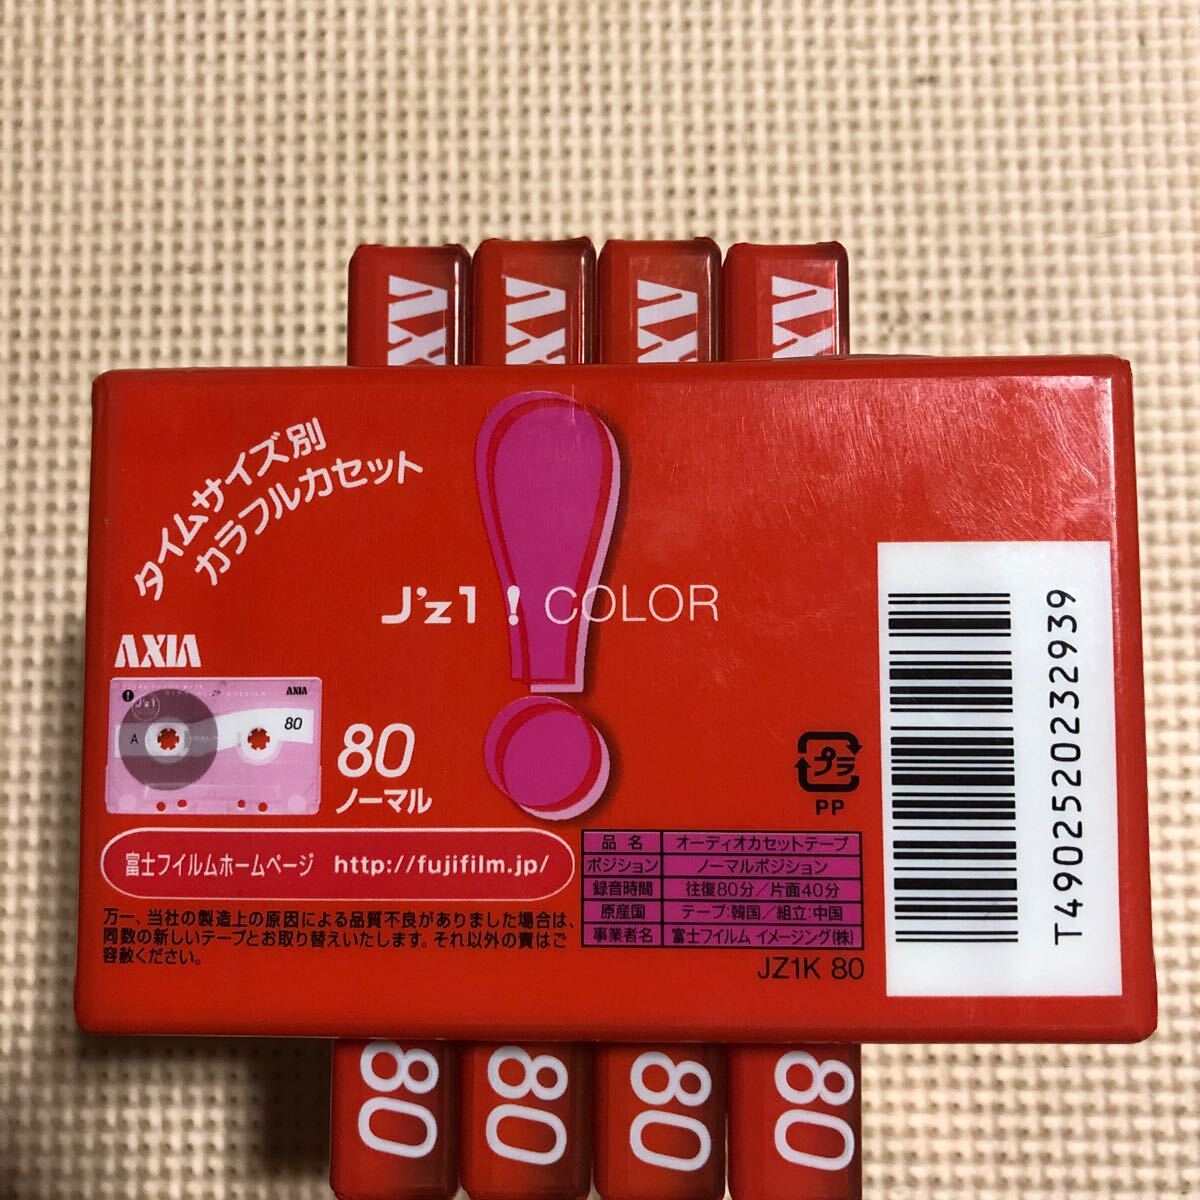 AXIA
AXIA
AXIA
AXIA
タイムサイズ別
カラフルカセット
J'z1 ! COLOR
AXIA
AXIA
J'z1
A
80
80
ノーマル
プラ
PP
富士フイルムホームページ http://fujifilm.jp/
万一、当社の製造上の原因による品質不良がありました場合は、
同数の新しいテープとお取り替えいたします。それ以外の責はご
容赦ください。
品名 オーディオカセットテープ
ポジション ノーマルポジション
録音時間 往復80分/片面40分
原産国 テープ:韓国/組立:中国
事業者名 富士フイルム イメージング(株)
JZ1K 80
T4902520232939
80
80
80
80